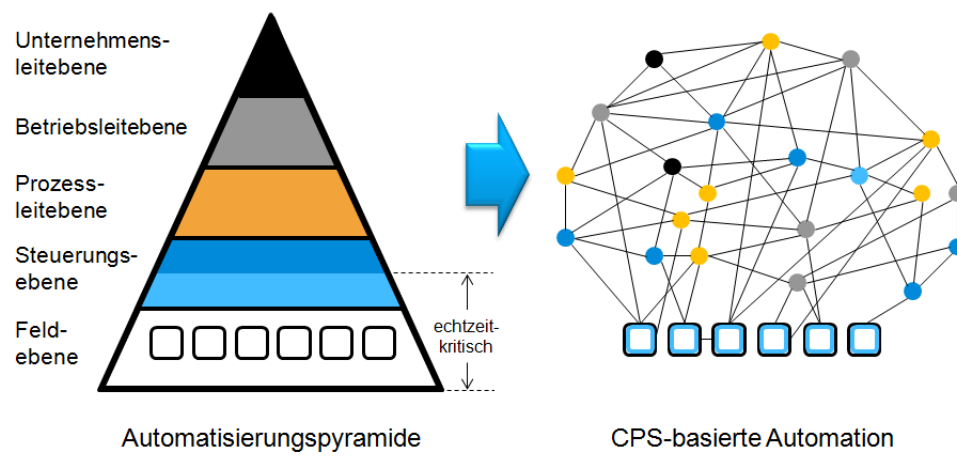 Unternehmens-
leitebene
Betriebsleitebene
Prozess-
leitebene
Steuerungs-
ebene
Feld-
ebene
echtzeit-
kritisch
Automatisierungspyramide
CPS-basierte Automation